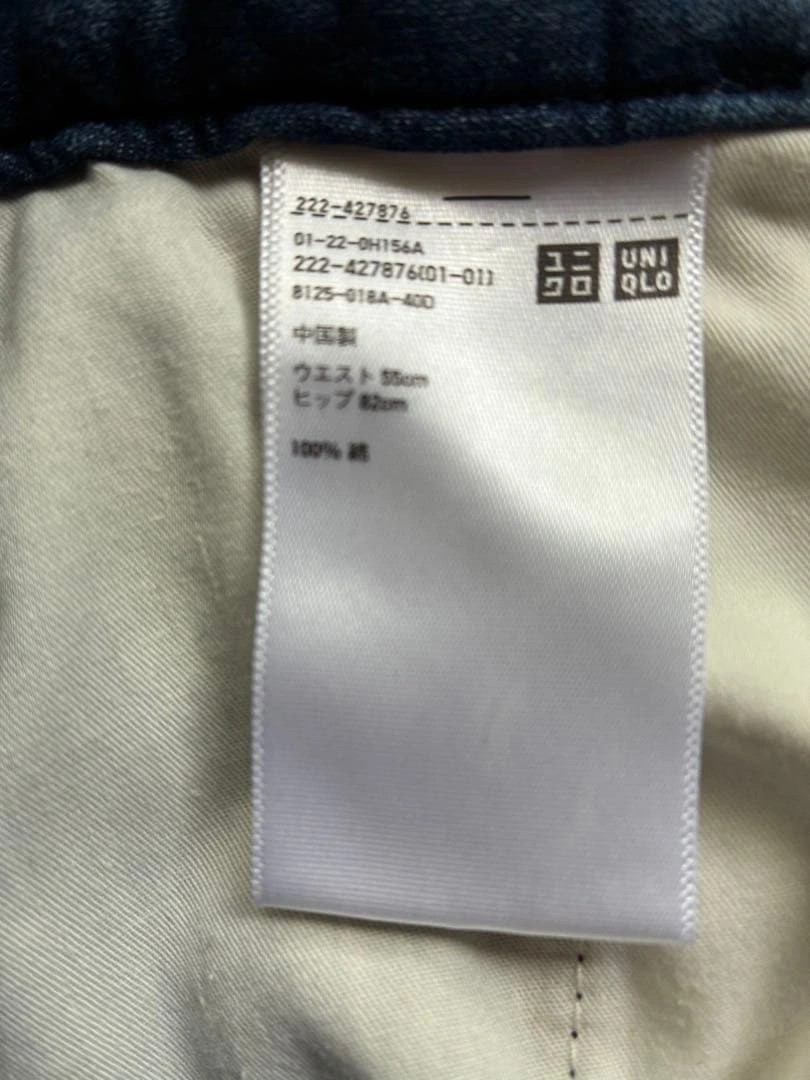 222-427876
01-22-0H156A
222-427876(01-01)
8125-018A-40D
中国製
ウエスト 55cm
ヒップ 82cm
100% 綿
ユニ
クロ
UNI
QLO